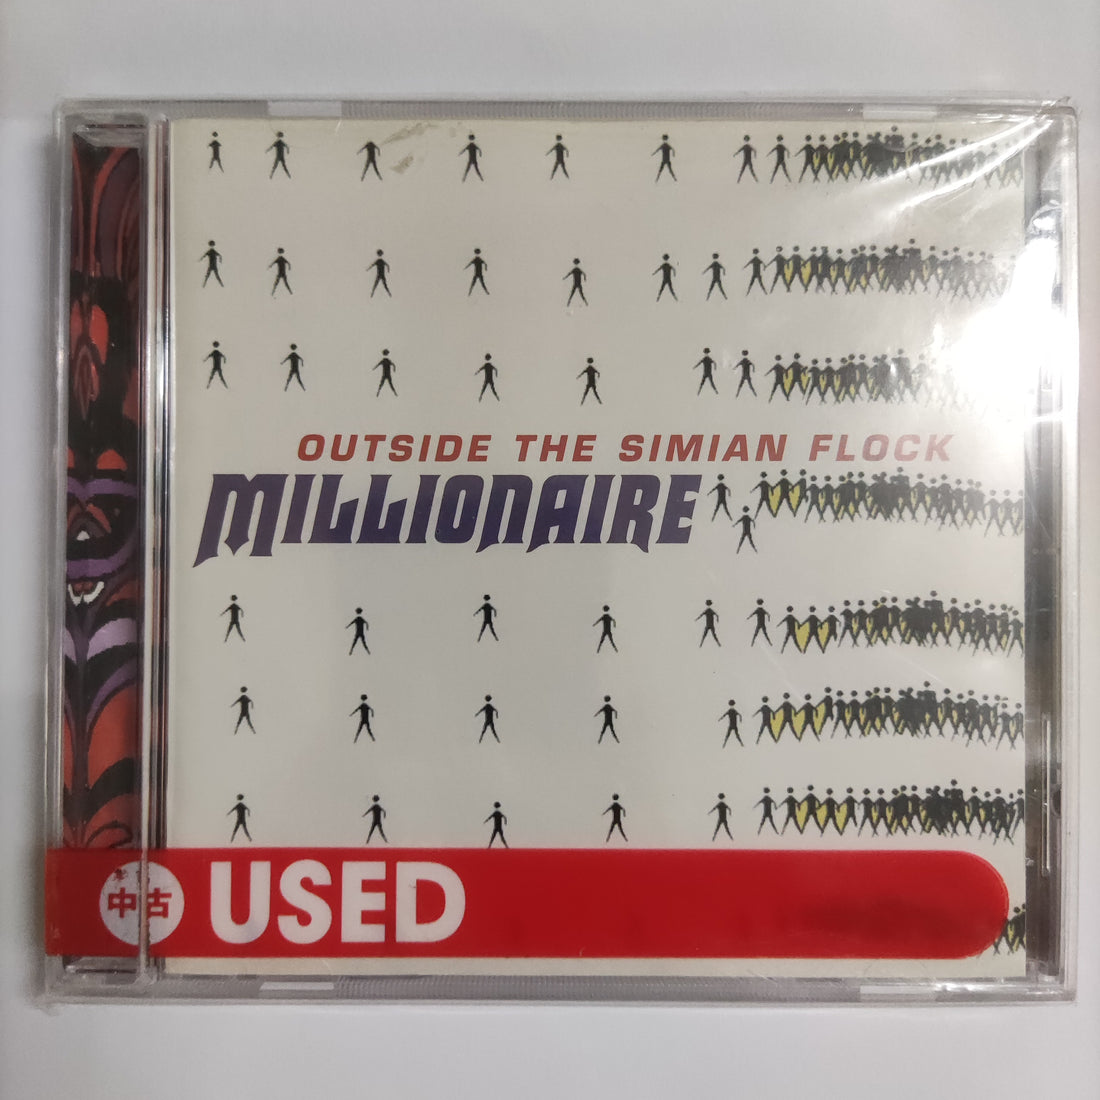 OUTSIDE THE SIMIAN FLOCK
MILLIONAIRE
中古 USED